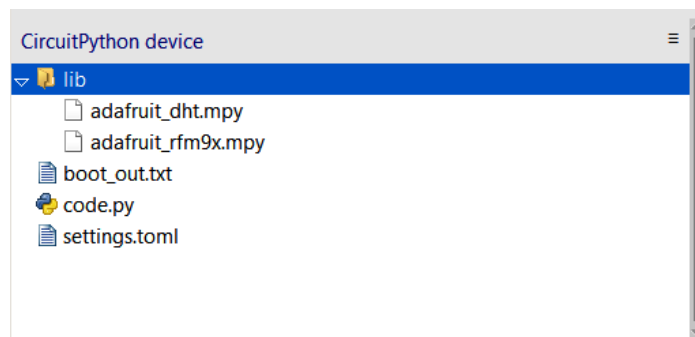 CircuitPython device
lib
adafruit_dht.mpy
adafruit_rfm9x.mpy
boot_out.txt
code.py
settings.toml